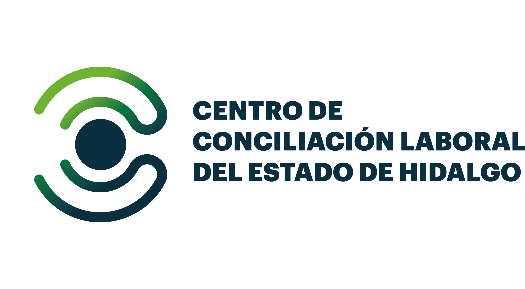 CENTRO DE
CONCILIACIÓN LABORAL
DEL ESTADO DE HIDALGO